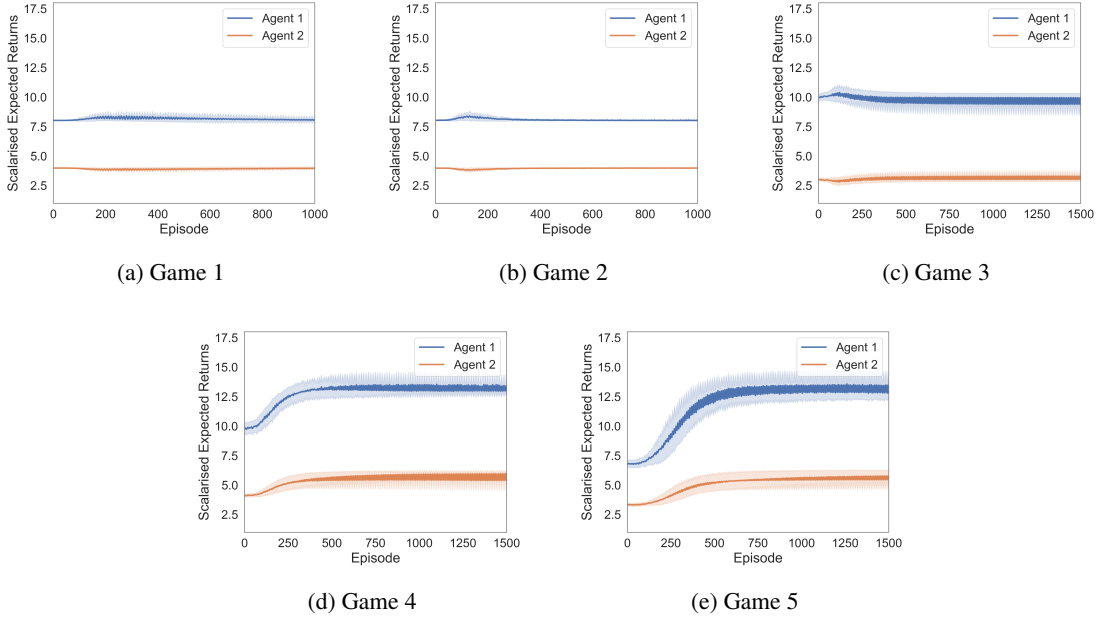 17.5
15.0
12.5
10.0
7.5
5.0
2.5
Scalarised Expected Returns
Agent 1
Agent 2
0 200 400 600 800 1000
Episode
(a) Game 1
17.5
15.0
12.5
10.0
7.5
5.0
2.5
Scalarised Expected Returns
Agent 1
Agent 2
0 200 400 600 800 1000
Episode
(b) Game 2
17.5
15.0
12.5
10.0
7.5
5.0
2.5
Scalarised Expected Returns
Agent 1
Agent 2
0 250 500 750 1000 1250 1500
Episode
(c) Game 3
17.5
15.0
12.5
10.0
7.5
5.0
2.5
Scalarised Expected Returns
Agent 1
Agent 2
0 250 500 750 1000 1250 1500
Episode
(d) Game 4
17.5
15.0
12.5
10.0
7.5
5.0
2.5
Scalarised Expected Returns
Agent 1
Agent 2
0 250 500 750 1000 1250 1500
Episode
(e) Game 5